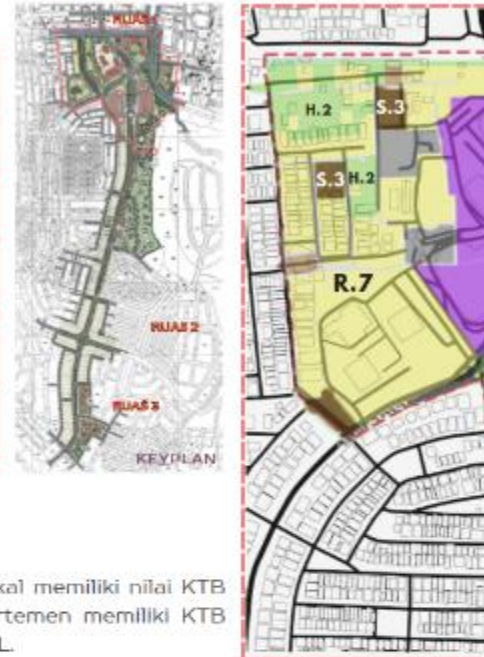 RUAS 1
RUAS 2
RUAS 3
KEYPLAN
H.2
S.3
S.3
H.2
R.7
kal memiliki nilai KTB
rtemen memiliki KTB
L.